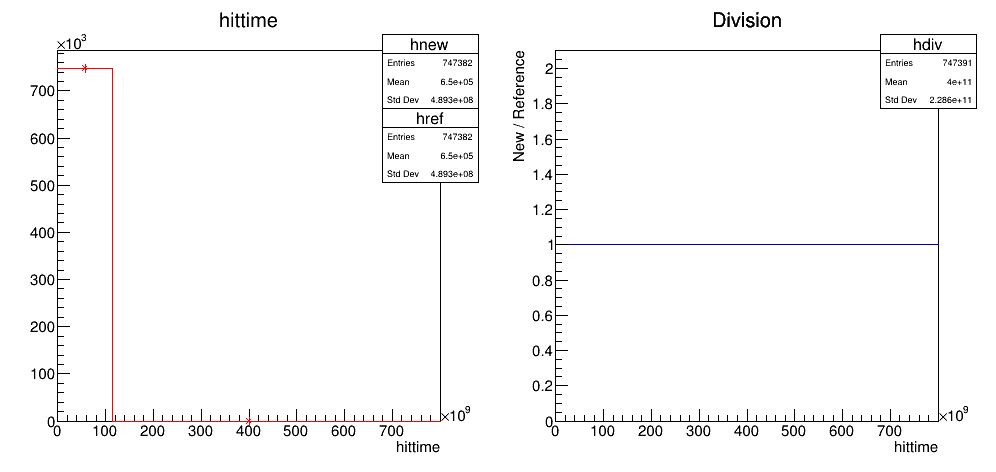 hittime
×10³
hnew
Entries 747382
Mean 6.5e+05
Std Dev 4.893e+08
href
Entries 747382
Mean 6.5e+05
Std Dev 4.893e+08
700
600
500
400
300
200
100
0
0 100 200 300 400 500 600 700 ×10⁹
hittime
Division
hdiv
Entries 747391
Mean 4e+11
Std Dev 2.286e+11
New / Reference
2
1.8
1.6
1.4
1.2
1
0.8
0.6
0.4
0.2
0
0 100 200 300 400 500 600 700 ×10⁹
hittime